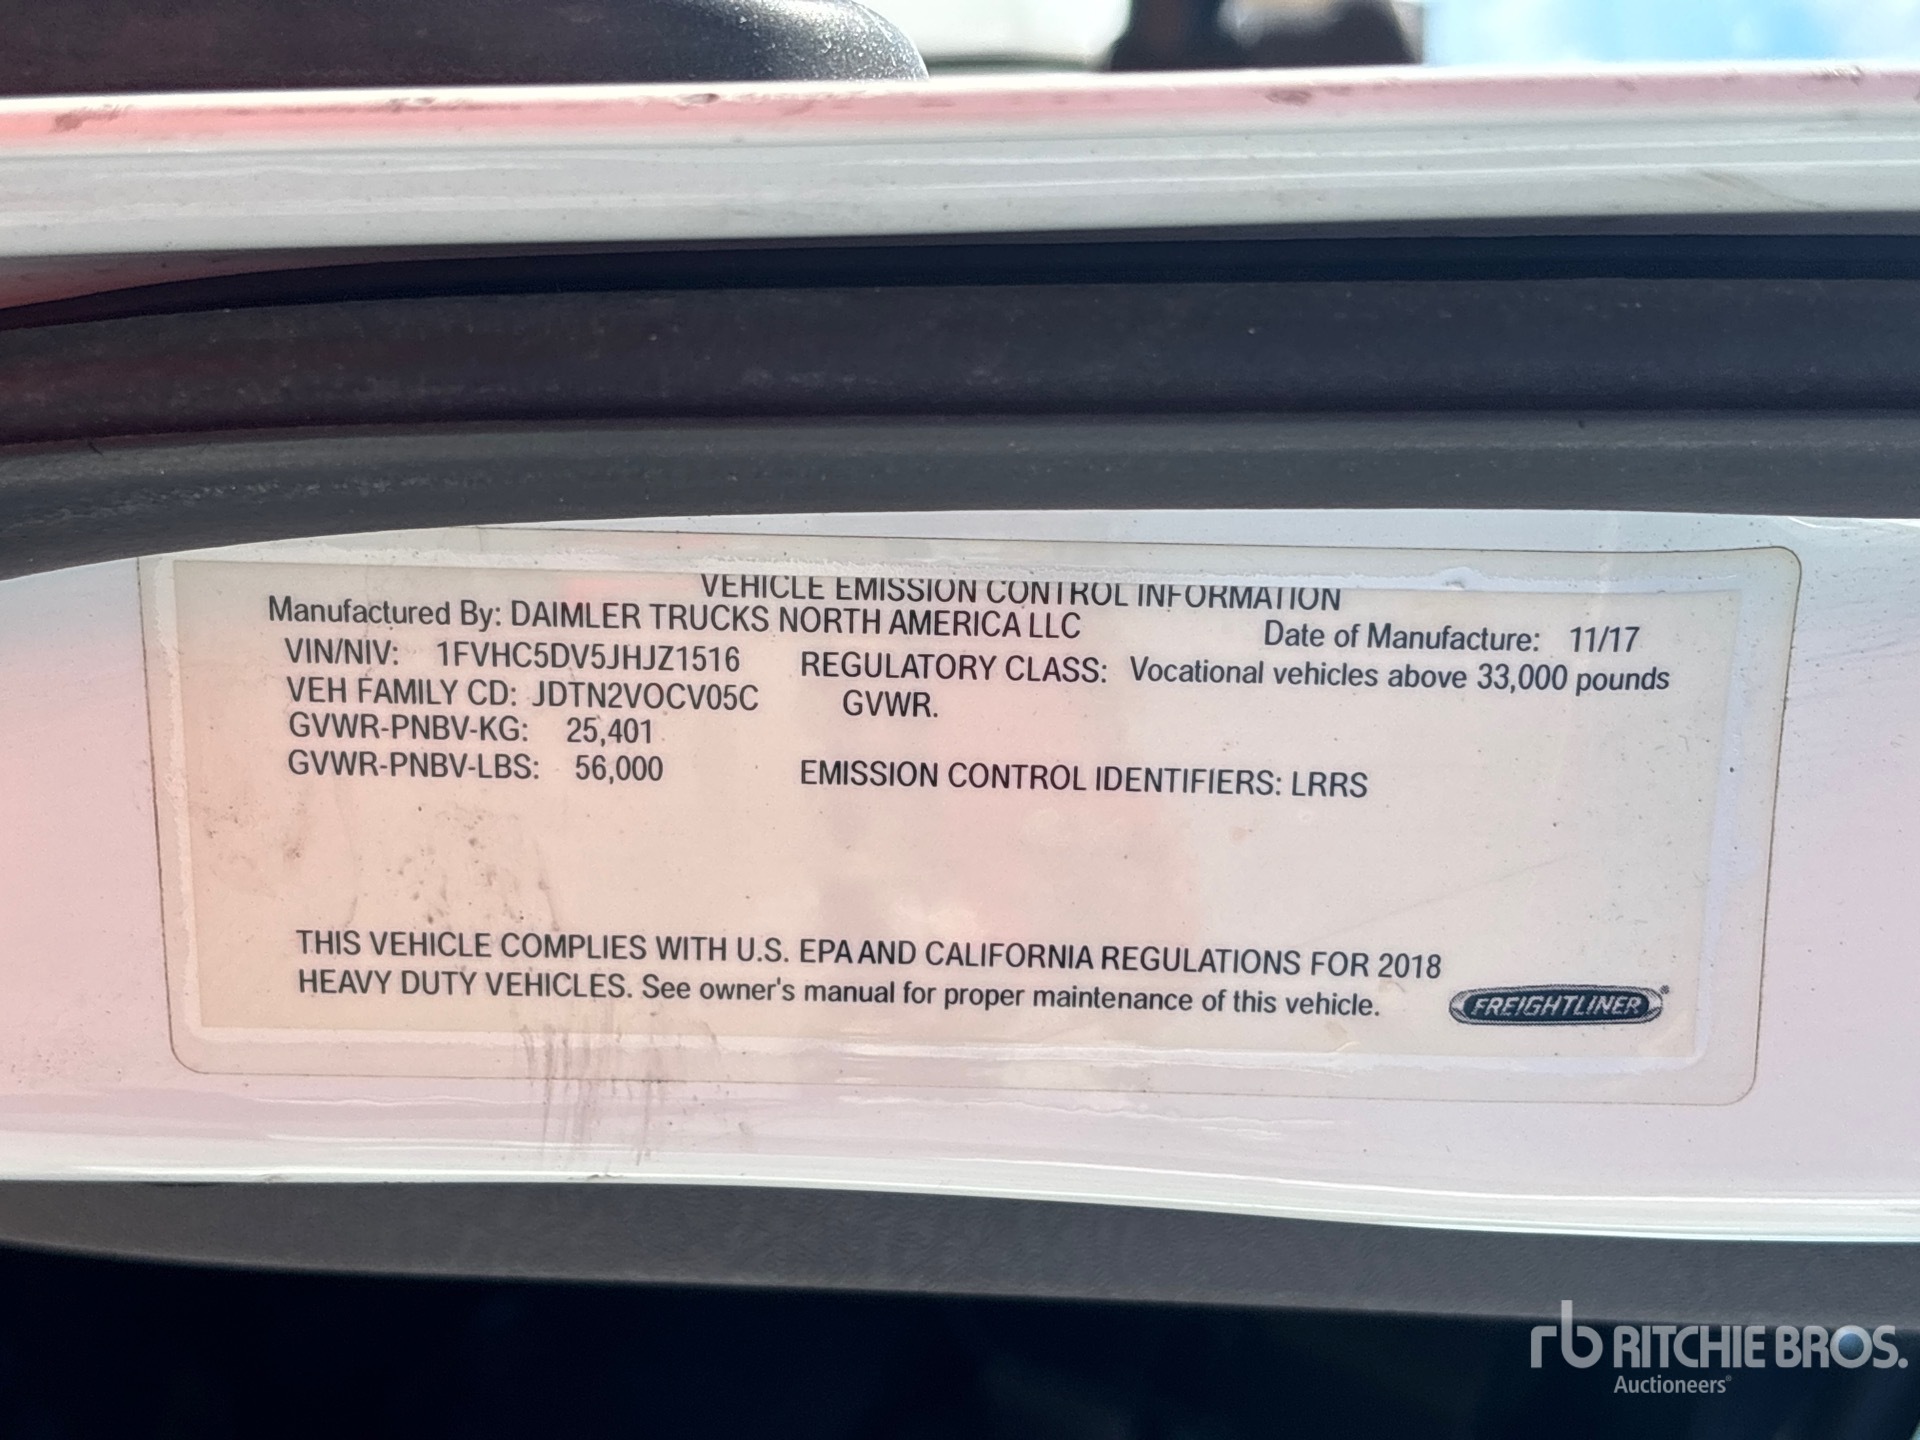 VEHICLE EMISSION CONTROL INFORMATION
Manufactured By: DAIMLER TRUCKS NORTH AMERICA LLC
Date of Manufacture: 11/17
VIN/NIV: 1FVHC5DV5JHJZ1516
VEH FAMILY CD: JDTN2VOCV05C
GVWR-PNBV-KG: 25,401
GVWR-PNBV-LBS: 56,000
REGULATORY CLASS: Vocational vehicles above 33,000 pounds
GVWR.
EMISSION CONTROL IDENTIFIERS: LRRS
THIS VEHICLE COMPLIES WITH U.S. EPA AND CALIFORNIA REGULATIONS FOR 2018
HEAVY DUTY VEHICLES. See owner's manual for proper maintenance of this vehicle.
FREIGHTLINER®
rb RITCHIE BROS.
Auctioneers®